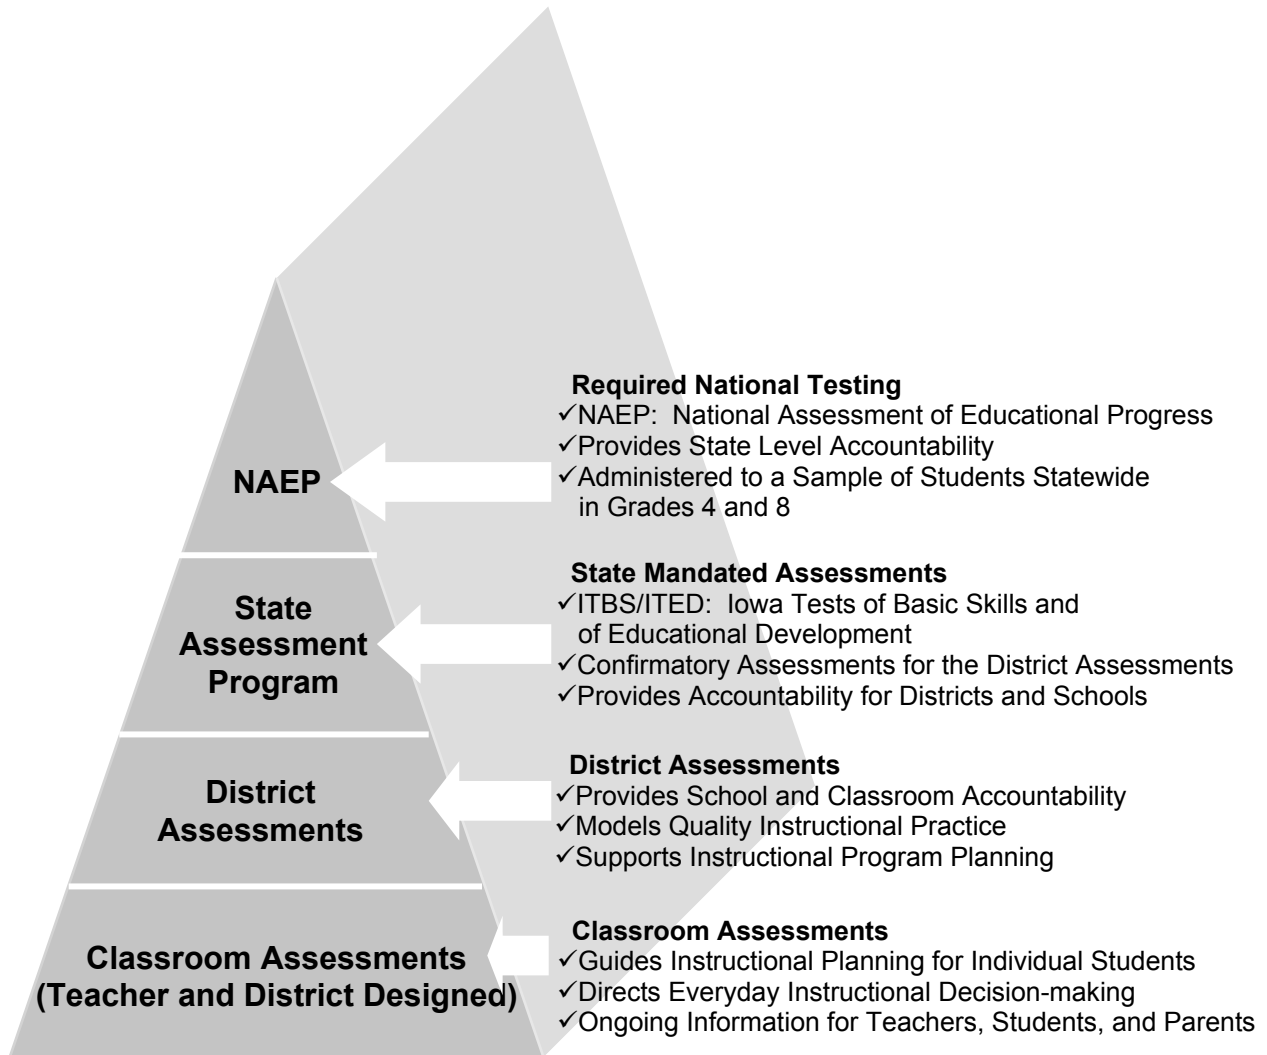 NAEP
Required National Testing
✓NAEP: National Assessment of Educational Progress
✓Provides State Level Accountability
✓Administered to a Sample of Students Statewide
in Grades 4 and 8
State
Assessment
Program
State Mandated Assessments
✓ITBS/ITED: Iowa Tests of Basic Skills and
of Educational Development
✓Confirmatory Assessments for the District Assessments
✓Provides Accountability for Districts and Schools
District
Assessments
District Assessments
✓Provides School and Classroom Accountability
✓Models Quality Instructional Practice
✓Supports Instructional Program Planning
Classroom Assessments
(Teacher and District Designed)
Classroom Assessments
✓Guides Instructional Planning for Individual Students
✓Directs Everyday Instructional Decision-making
✓Ongoing Information for Teachers, Students, and Parents